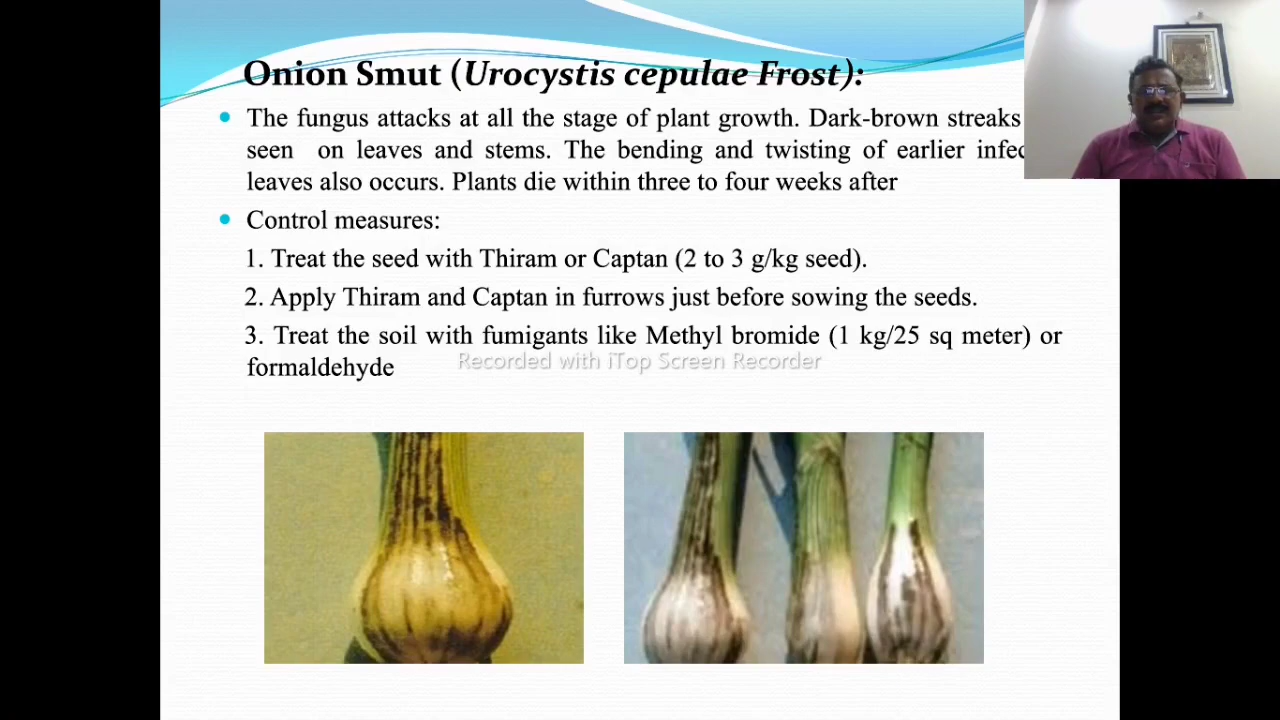 Onion Smut (Urocystis cepulae Frost):
The fungus attacks at all the stage of plant growth. Dark-brown streaks
seen on leaves and stems. The bending and twisting of earlier
leaves also occurs. Plants die within three to four weeks after
Control measures:
1. Treat the seed with Thiram or Captan (2 to 3 g/kg seed).
2. Apply Thiram and Captan in furrows just before sowing the seeds.
3. Treat the soil with fumigants like Methyl bromide (1 kg/25 sq meter) or
formaldehyde
Recorded with iTop Screen Recorder